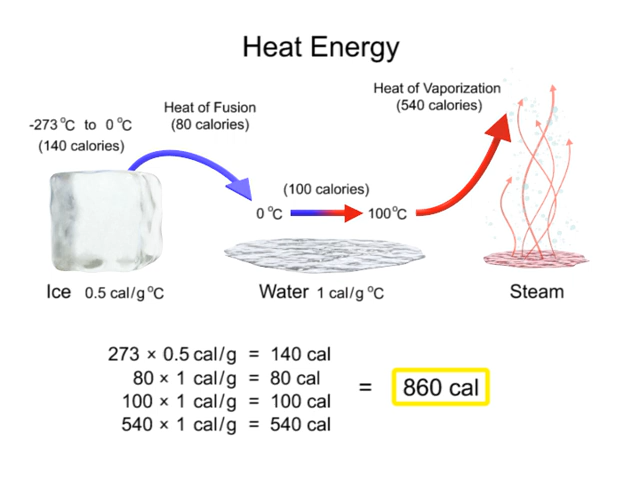 Heat Energy
Heat of Vaporization
(540 calories)
Heat of Fusion
(80 calories)
-273 °C to 0 °C
(140 calories)
(100 calories)
0 °C
100 °C
Ice 0.5 cal/g °C
Water 1 cal/g °C
Steam
273 × 0.5 cal/g = 140 cal
80 × 1 cal/g = 80 cal
= 860 cal
100 × 1 cal/g = 100 cal
540 × 1 cal/g = 540 cal